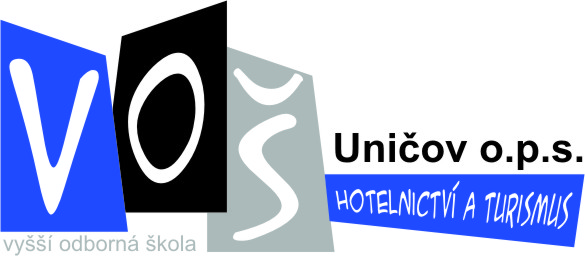 VOŠ
Uničov o.p.s.
HOTELNICTVÍ A TURISMUS
vyšší odborná škola